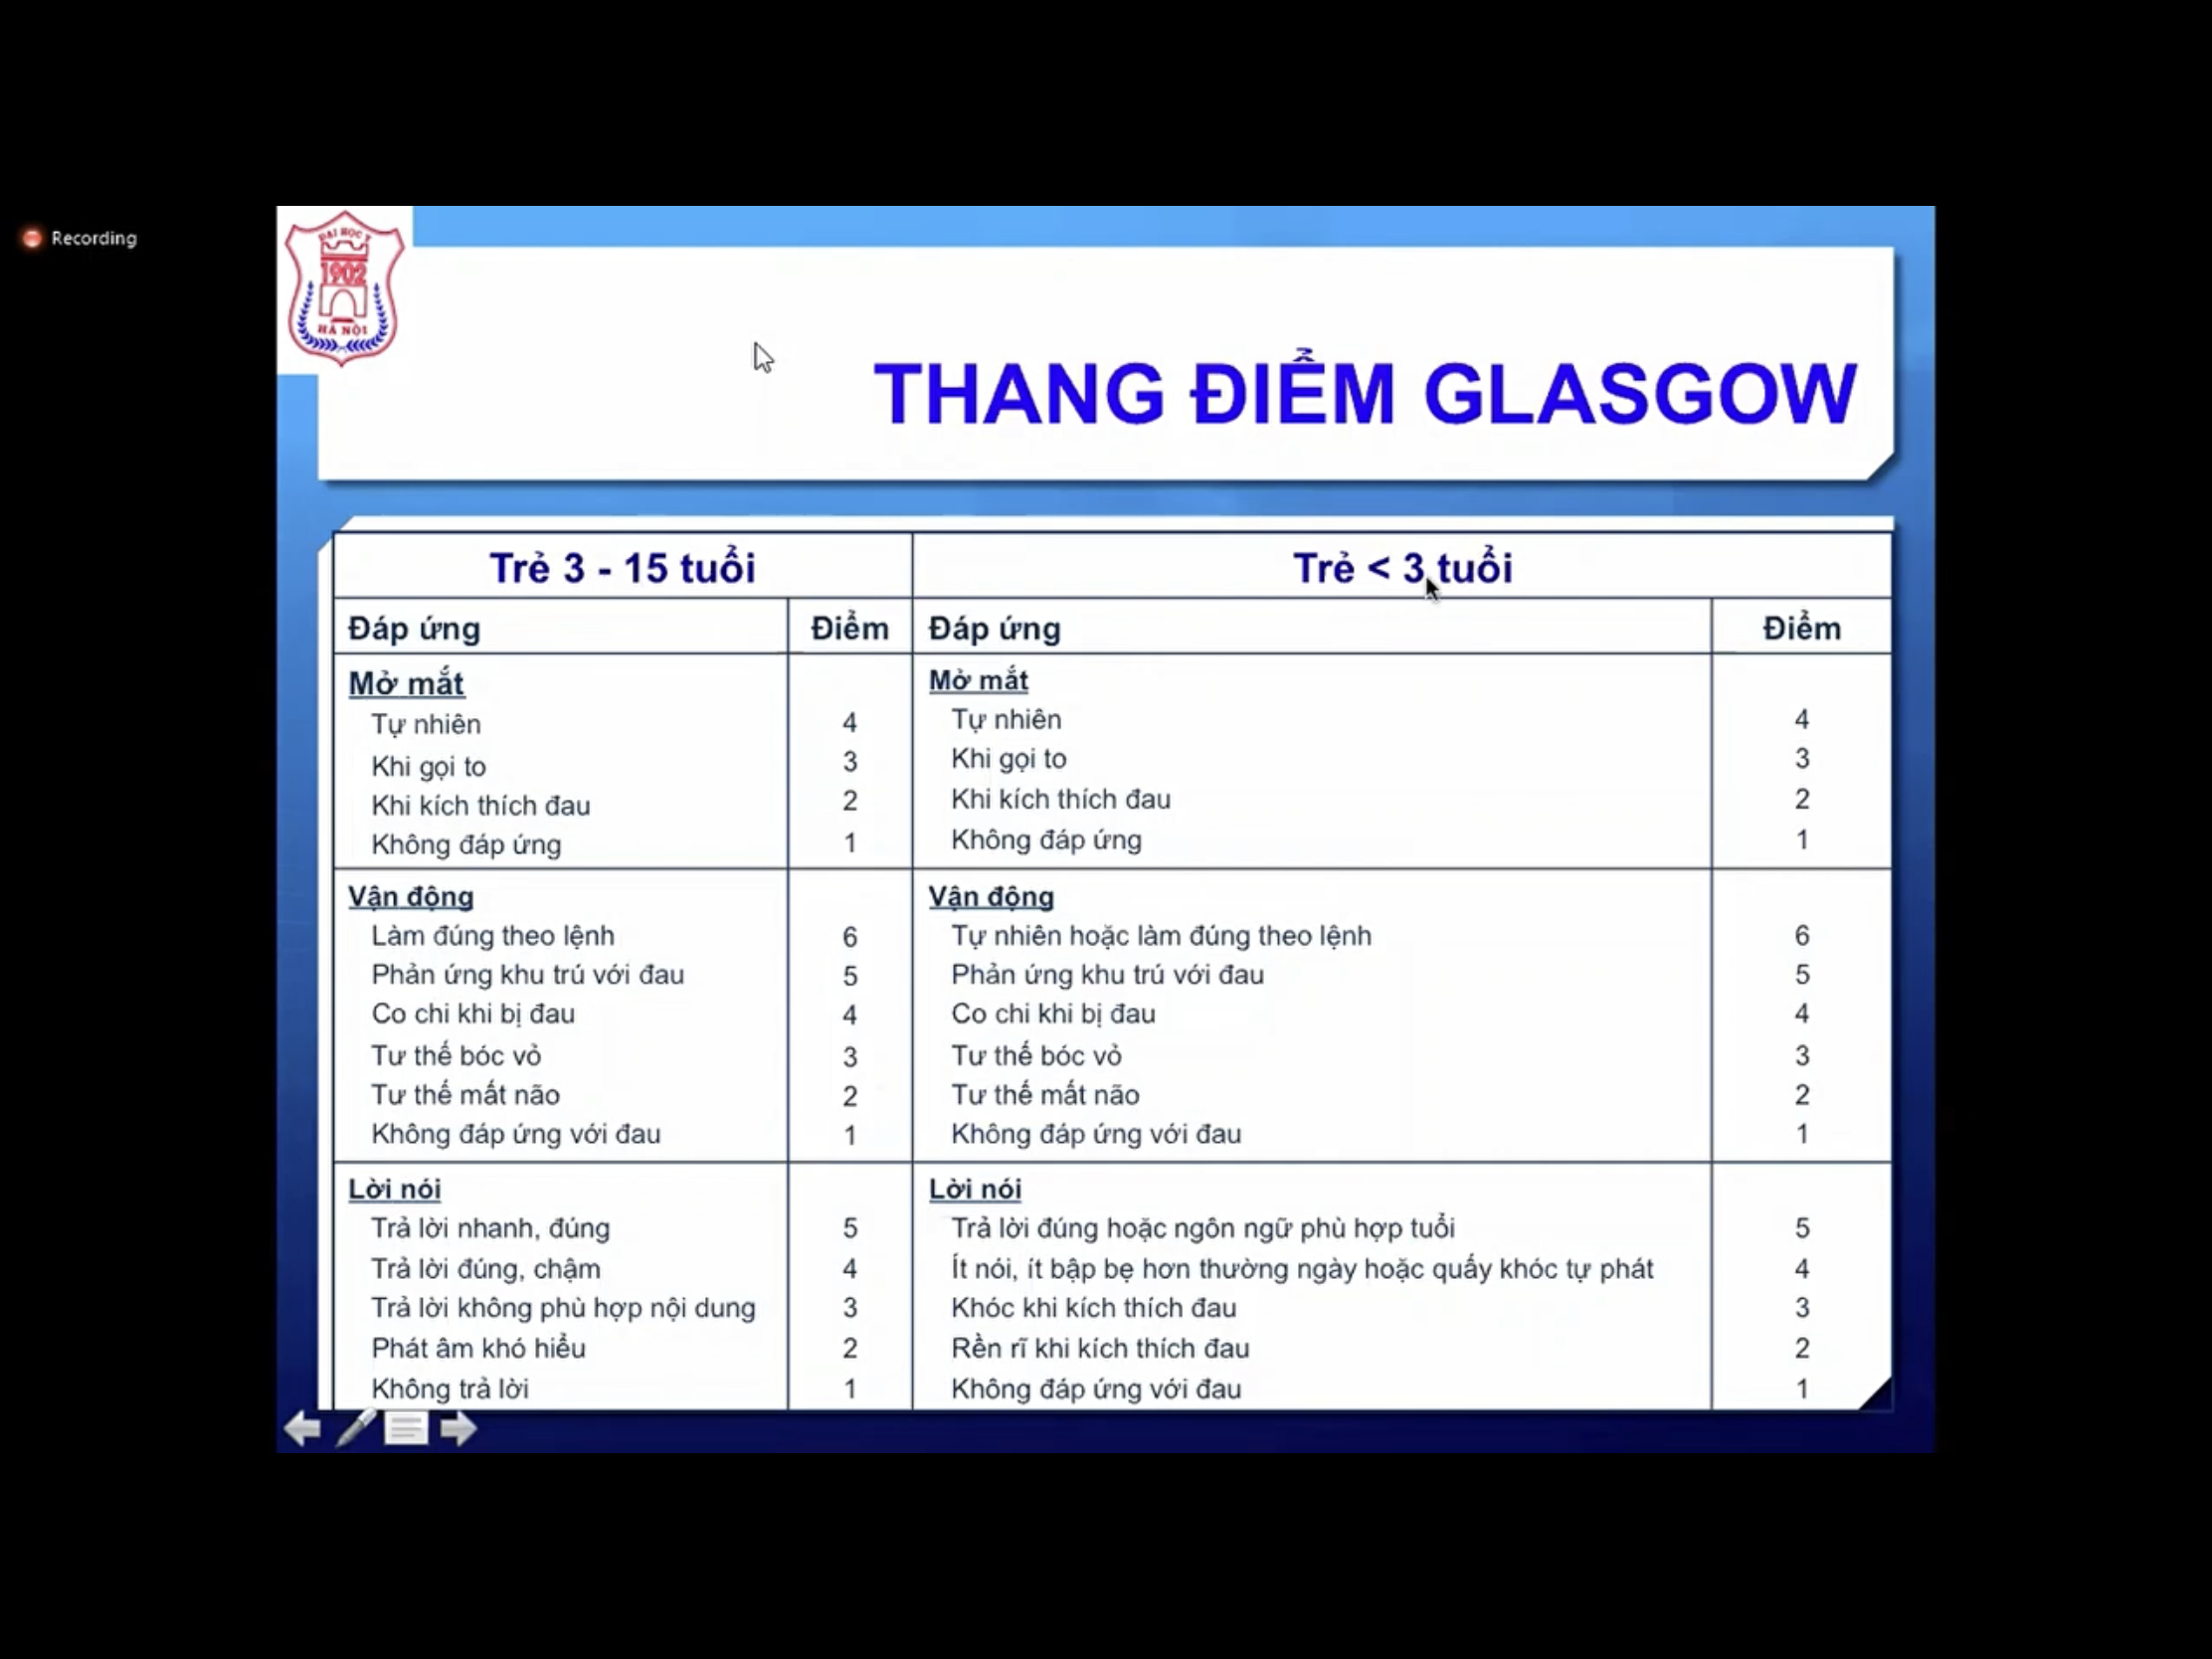 Recording
ĐẠI HỌC Y
1902
HÀ NỘI
THANG ĐIỂM GLASGOW
Trẻ 3 - 15 tuổi Trẻ < 3 tuổi
Đáp ứng Điểm Đáp ứng Điểm
Mở mắt Mở mắt
Tự nhiên 4 Tự nhiên 4
Khi gọi to 3 Khi gọi to 3
Khi kích thích đau 2 Khi kích thích đau 2
Không đáp ứng 1 Không đáp ứng 1
Vận động Vận động
Làm đúng theo lệnh 6 Tự nhiên hoặc làm đúng theo lệnh 6
Phản ứng khu trú với đau 5 Phản ứng khu trú với đau 5
Co chi khi bị đau 4 Co chi khi bị đau 4
Tư thế bóc vỏ 3 Tư thế bóc vỏ 3
Tư thế mất não 2 Tư thế mất não 2
Không đáp ứng với đau 1 Không đáp ứng với đau 1
Lời nói Lời nói
Trả lời nhanh, đúng 5 Trả lời đúng hoặc ngôn ngữ phù hợp tuổi 5
Trả lời đúng, chậm 4 Ít nói, ít bập bẹ hơn thường ngày hoặc quấy khóc tự phát 4
Trả lời không phù hợp nội dung 3 Khóc khi kích thích đau 3
Phát âm khó hiểu 2 Rền rĩ khi kích thích đau 2
Không trả lời 1 Không đáp ứng với đau 1